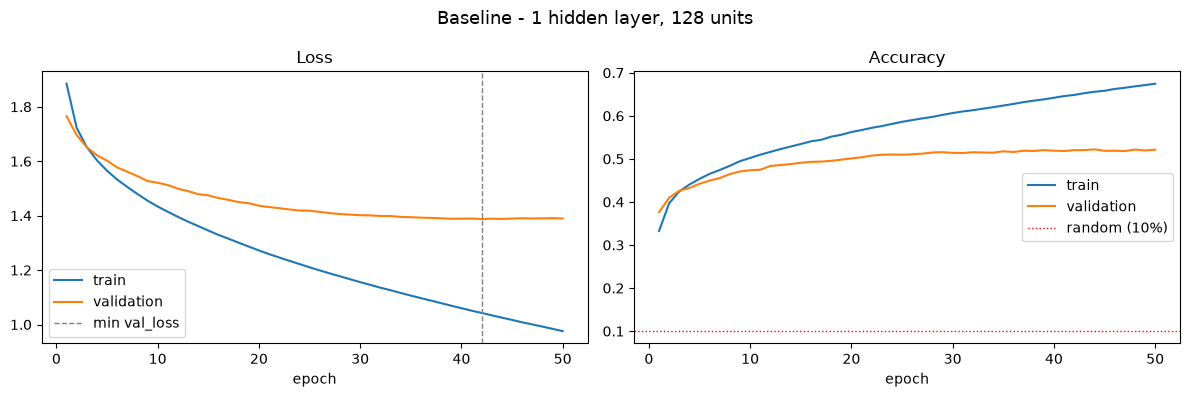 Baseline - 1 hidden layer, 128 units
Loss
1.8
1.6
1.4
1.2
1.0
train
validation
min val_loss
0 10 20 30 40 50
epoch
Accuracy
0.7
0.6
0.5
0.4
0.3
0.2
0.1
train
validation
random (10%)
0 10 20 30 40 50
epoch